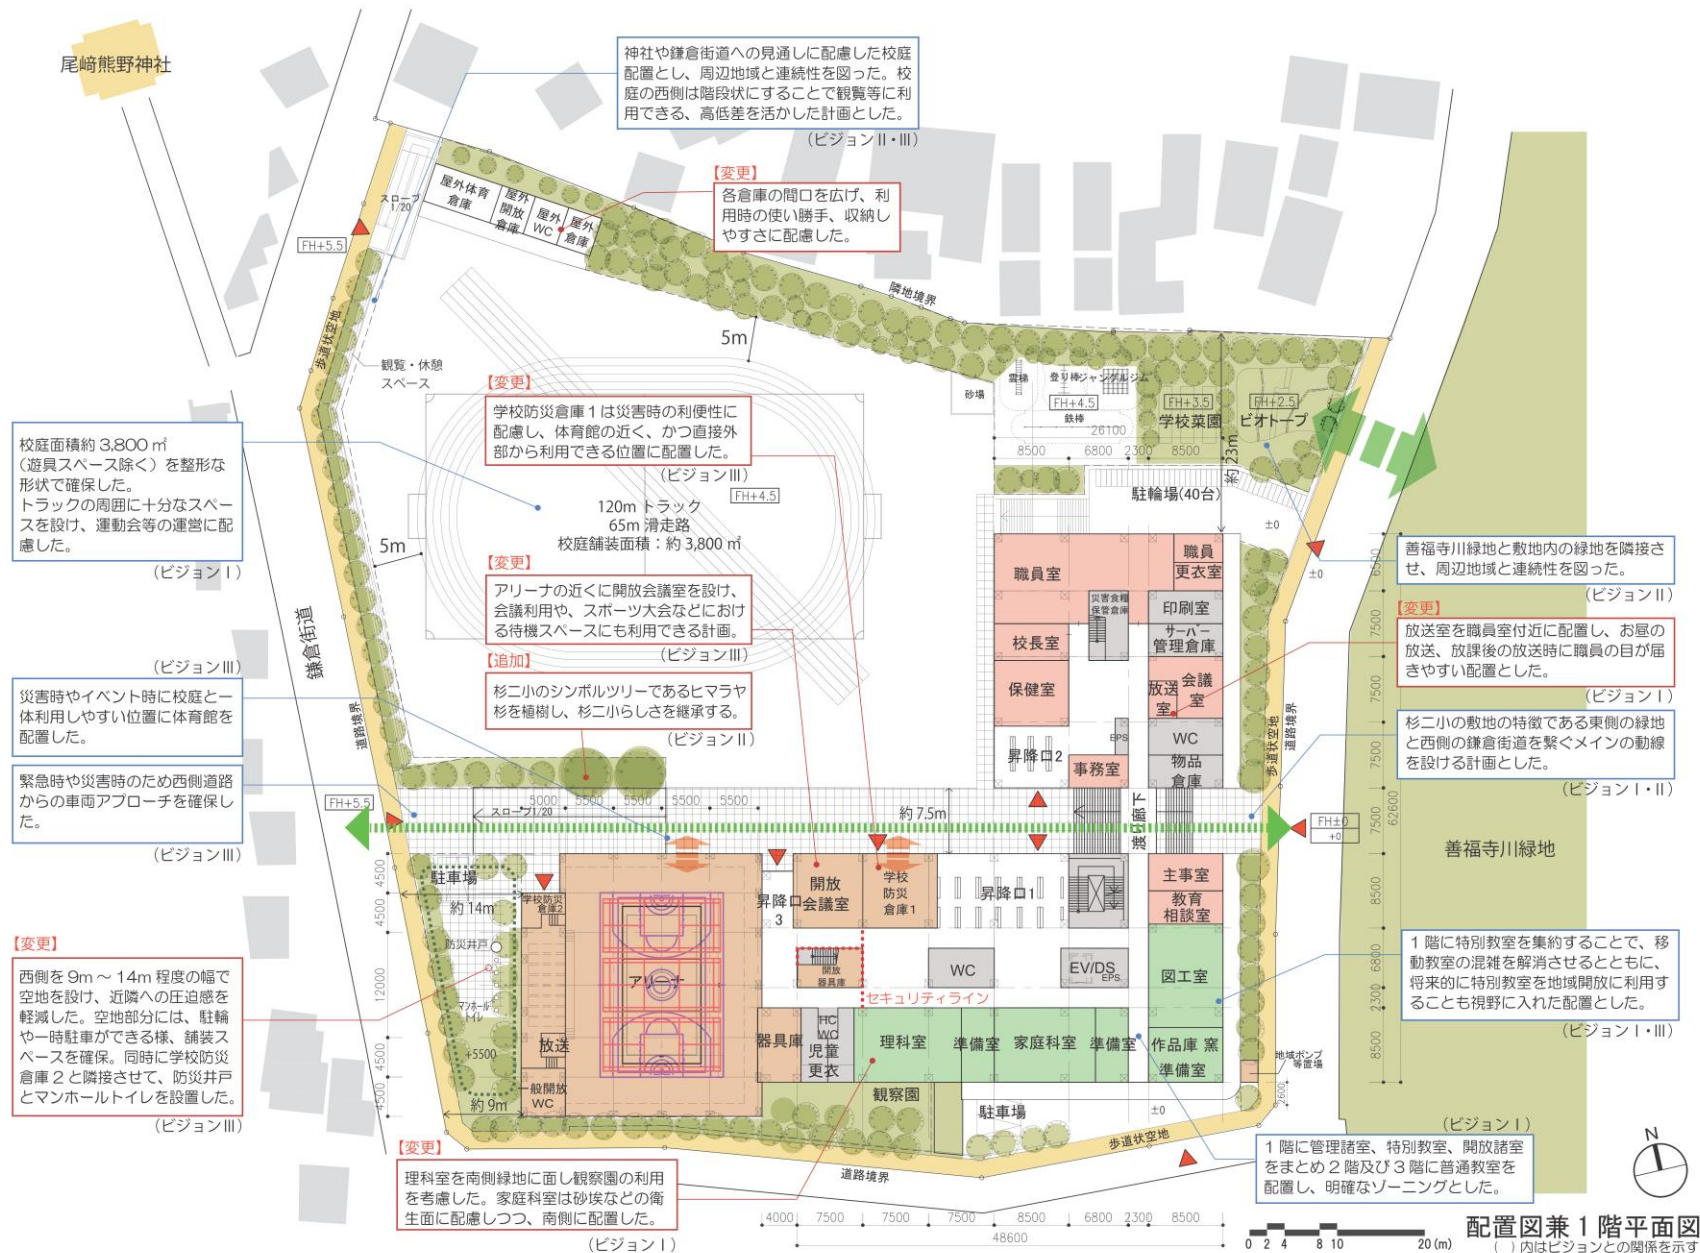 尾﨑熊野神社
神社や鎌倉街道への見通しに配慮した校庭
配置とし、周辺地域と連続性を図った。校
庭の西側は階段状にすることで観覧等に利
用できる、高低差を活かした計画とした。
(ビジョンⅡ・Ⅲ)
【変更】
各倉庫の間口を広げ、利
用時の使い勝手、収納し
やすさに配慮した。
スロープ
1/20
屋外体育
倉庫
屋外
開放
倉庫
屋外
WC
屋外
倉庫
FH+5.5
隣地境界
歩道状空地
5m
観覧・休憩
スペース
【変更】
学校防災倉庫1は災害時の利便性に
配慮し、体育館の近く、かつ直接外
部から利用できる位置に配置した。
(ビジョンⅢ)
砂場
雲梯
登り棒
ジャングルジム
FH+4.5
鉄棒
FH+3.5
学校菜園
FH+2.5
ビオトープ
26100
8500
6800
2300
8500
約23m
駐輪場(40台)
±0
校庭面積約 3,800 ㎡
(遊具スペース除く)を整形な
形状で確保した。
トラックの周囲に十分なスペー
スを設け、運動会等の運営に配
慮した。
(ビジョンⅠ)
120m トラック
65m 滑走路
校庭舗装面積：約 3,800 ㎡
FH+4.5
5m
【変更】
アリーナの近くに開放会議室を設け、
会議利用や、スポーツ大会などにおけ
る待機スペースにも利用できる計画。
(ビジョンⅢ)
【追加】
杉二小のシンボルツリーであるヒマラヤ
杉を植樹し、杉二小らしさを継承する。
(ビジョンⅡ)
職員室
職員
更衣室
災害食糧
保管倉庫
印刷室
サーバー
管理倉庫
校長室
保健室
放送
室
会議
室
EPS
WC
昇降口2
事務室
物品
倉庫
±0
6500
7500
7500
7500
7500
62600
善福寺川緑地と敷地内の緑地を隣接さ
せ、周辺地域と連続性を図った。
(ビジョンⅡ)
【変更】
放送室を職員室付近に配置し、お昼の
放送、放課後の放送時に職員の目が届
きやすい配置とした。
(ビジョンⅠ)
杉二小の敷地の特徴である東側の緑地
と西側の鎌倉街道を繋ぐメインの動線
を設ける計画とした。
(ビジョンⅠ・Ⅱ)
歩道状空地
道路境界
鎌倉街道
(ビジョンⅢ)
災害時やイベント時に校庭と一
体利用しやすい位置に体育館を
配置した。
緊急時や災害時のため西側道路
からの車両アプローチを確保し
た。
(ビジョンⅢ)
道路境界
FH+5.5
5000
5500
5500
5500
5500
スロープ1/20
約7.5m
渡り廊下
FH±0
+0
善福寺川緑地
駐車場
約14m
学校防災
倉庫2
昇降口
3
開放
会議室
学校
防災
倉庫1
昇降口1
主事室
教育
相談室
4500
4500
12000
4500
4500
防災井戸
マンホール
トイレ
+5500
アリーナ
開放
器具庫
セキュリティライン
WC
EV/DS
EPS
図工室
8500
6800
2300
8500
2600
【変更】
西側を9m～14m程度の幅で
空地を設け、近隣への圧迫感を
軽減した。空地部分には、駐輪
や一時駐車ができる様、舗装ス
ペースを確保。同時に学校防災
倉庫2と隣接させて、防災井戸
とマンホールトイレを設置した。
(ビジョンⅢ)
放送
一般開放
WC
約9m
器具庫
HC
WC
児童
更衣
理科室
準備室
家庭科室
準備室
作品庫
窯
準備室
地域ポンプ
等置場
1階に特別教室を集約することで、移
動教室の混雑を解消させるとともに、
将来的に特別教室を地域開放に利用す
ることも視野に入れた配置とした。
(ビジョンⅠ・Ⅲ)
観察園
駐車場
±0
歩道状空地
道路境界
【変更】
理科室を南側緑地に面し観察園の利用
を考慮した。家庭科室は砂埃などの衛
生面に配慮しつつ、南側に配置した。
(ビジョンⅠ)
(ビジョンⅠ)
1階に管理諸室、特別教室、開放諸室
をまとめ2階及び3階に普通教室を
配置し、明確なゾーニングとした。
N
4000
7500
7500
7500
8500
6800
2300
8500
48600
0 2 4 8 10 20(m)
配置図兼1階平面図
( )内はビジョンとの関係を示す